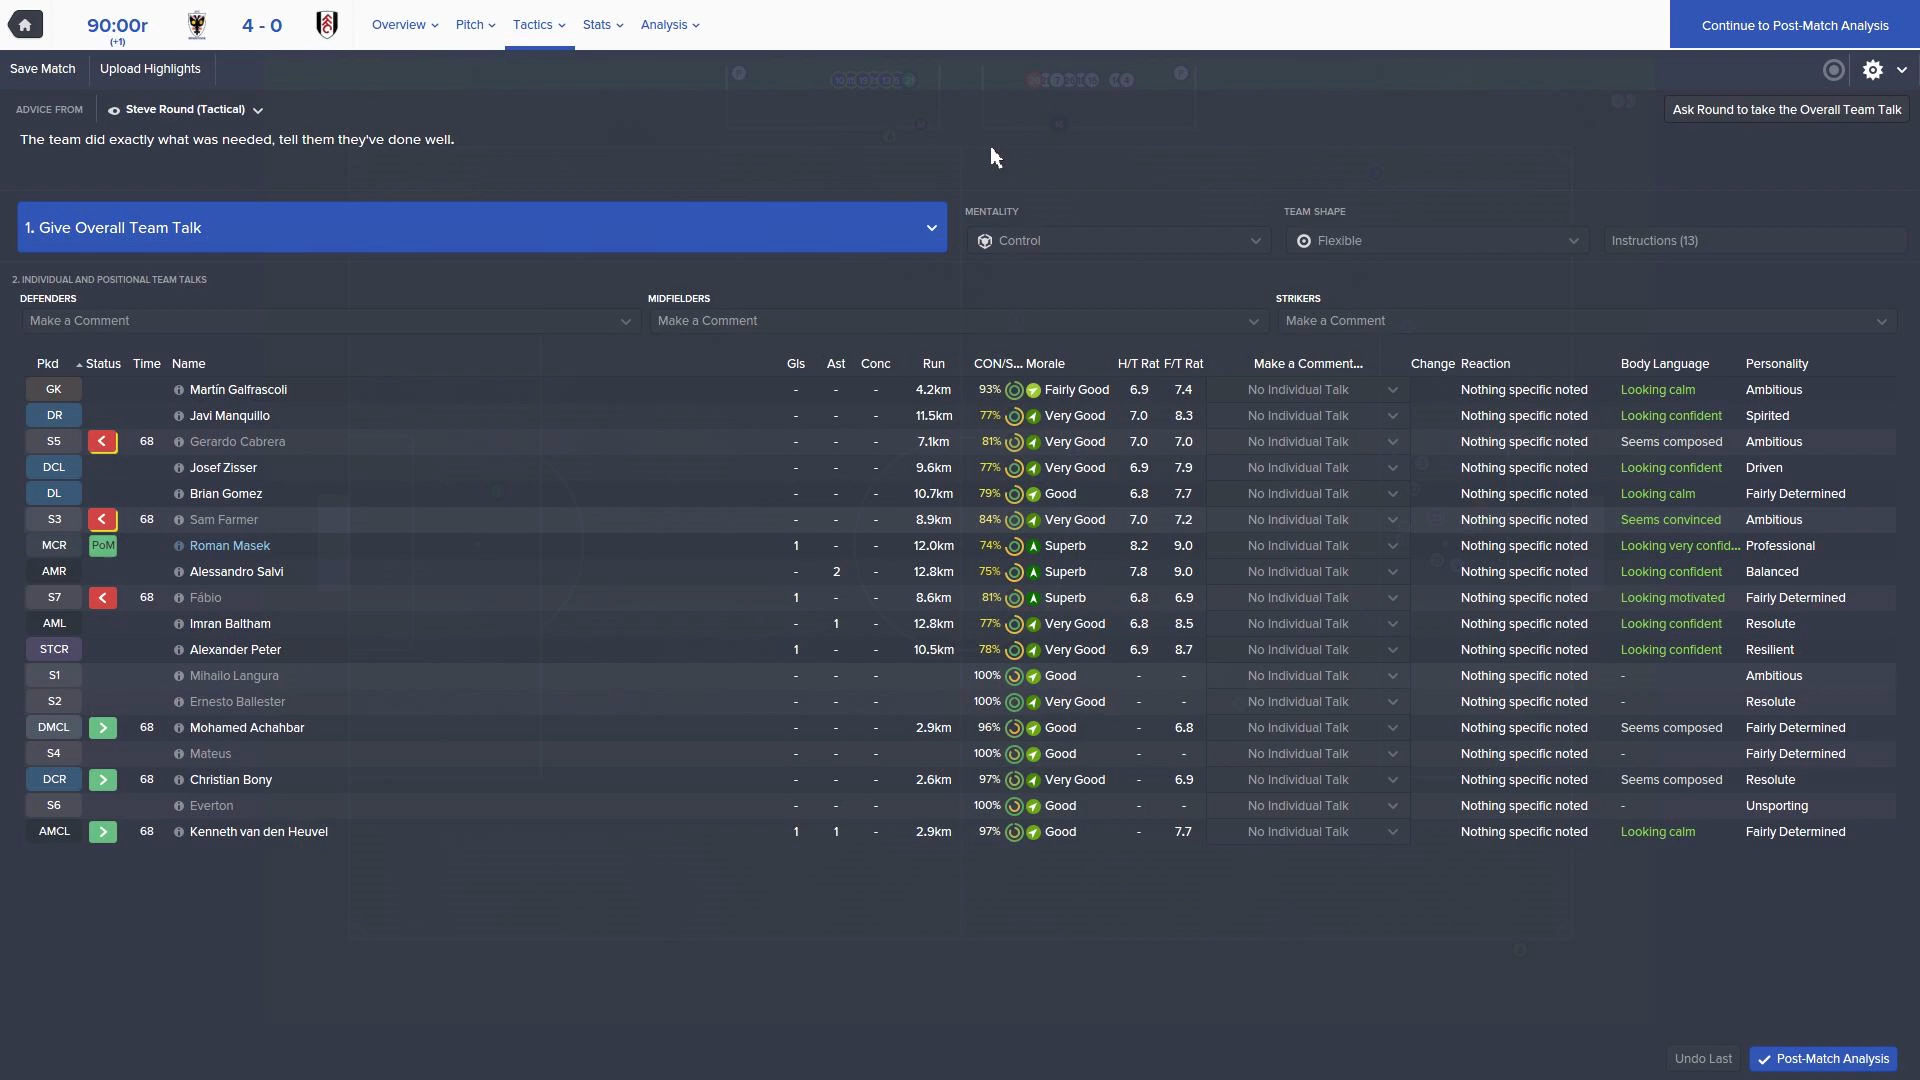 90:00r
(+1)
4 - 0
Overview
Pitch
Tactics
Stats
Analysis
Continue to Post-Match Analysis
Save Match
Upload Highlights
ADVICE FROM
Steve Round (Tactical)
Ask Round to take the Overall Team Talk
The team did exactly what was needed, tell them they've done well.
1. Give Overall Team Talk
MENTALITY
Control
TEAM SHAPE
Flexible
Instructions (13)
2. INDIVIDUAL AND POSITIONAL TEAM TALKS
DEFENDERS MIDFIELDERS STRIKERS
Make a Comment Make a Comment Make a Comment
Pkd Status Time Name Gls Ast Conc Run CON/S... Morale H/T Rat F/T Rat Make a Comment... Change Reaction Body Language Personality
GK Martín Galfrascoli - - - 4.2km 93% Fairly Good 6.9 7.4 No Individual Talk Nothing specific noted Looking calm Ambitious
DR Javi Manquillo - - - 11.5km 77% Very Good 7.0 8.3 No Individual Talk Nothing specific noted Looking confident Spirited
S5 68 Gerardo Cabrera - - - 7.1km 81% Very Good 7.0 7.0 No Individual Talk Nothing specific noted Seems composed Ambitious
DCL Josef Zisser - - - 9.6km 77% Very Good 6.9 7.9 No Individual Talk Nothing specific noted Looking confident Driven
DL Brian Gomez - - - 10.7km 79% Good 6.8 7.7 No Individual Talk Nothing specific noted Looking calm Fairly Determined
S3 68 Sam Farmer - - - 8.9km 84% Very Good 7.0 7.2 No Individual Talk Nothing specific noted Seems convinced Ambitious
MCR PoM Roman Masek 1 - - 12.0km 74% Superb 8.2 9.0 No Individual Talk Nothing specific noted Looking very confid... Professional
AMR Alessandro Salvi - 2 - 12.8km 75% Superb 7.8 9.0 No Individual Talk Nothing specific noted Looking confident Balanced
S7 68 Fábio 1 - - 8.6km 81% Superb 6.8 6.9 No Individual Talk Nothing specific noted Looking motivated Fairly Determined
AML Imran Baltham - 1 - 12.8km 77% Very Good 6.8 8.5 No Individual Talk Nothing specific noted Looking confident Resolute
STCR Alexander Peter 1 - - 10.5km 78% Very Good 6.9 8.7 No Individual Talk Nothing specific noted Looking confident Resilient
S1 Mihailo Langura - - - 100% Good - - No Individual Talk Nothing specific noted - Ambitious
S2 Ernesto Ballester - - - 100% Very Good - - No Individual Talk Nothing specific noted - Resolute
DMCL 68 Mohamed Achahbar - - - 2.9km 96% Good - 6.8 No Individual Talk Nothing specific noted Seems composed Fairly Determined
S4 Mateus - - - 100% Good - - No Individual Talk Nothing specific noted - Fairly Determined
DCR 68 Christian Bony - - - 2.6km 97% Very Good - 6.9 No Individual Talk Nothing specific noted Seems composed Resolute
S6 Everton - - - 100% Good - - No Individual Talk Nothing specific noted - Unsporting
AMCL 68 Kenneth van den Heuvel 1 1 - 2.9km 97% Good - 7.7 No Individual Talk Nothing specific noted Looking calm Fairly Determined
Undo Last
Post-Match Analysis